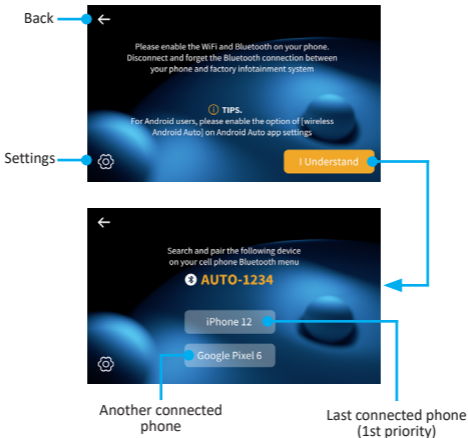 Back
Please enable the WiFi and Bluetooth on your phone.
Disconnect and forget the Bluetooth connection between
your phone and factory infotainment system
TIPS.
For Android users, please enable the option of [wireless
Android Auto] on Android Auto app settings
Settings
I Understand
Search and pair the following device
on your cell phone Bluetooth menu
AUTO-1234
iPhone 12
Google Pixel 6
Another connected
phone
Last connected phone
(1st priority)